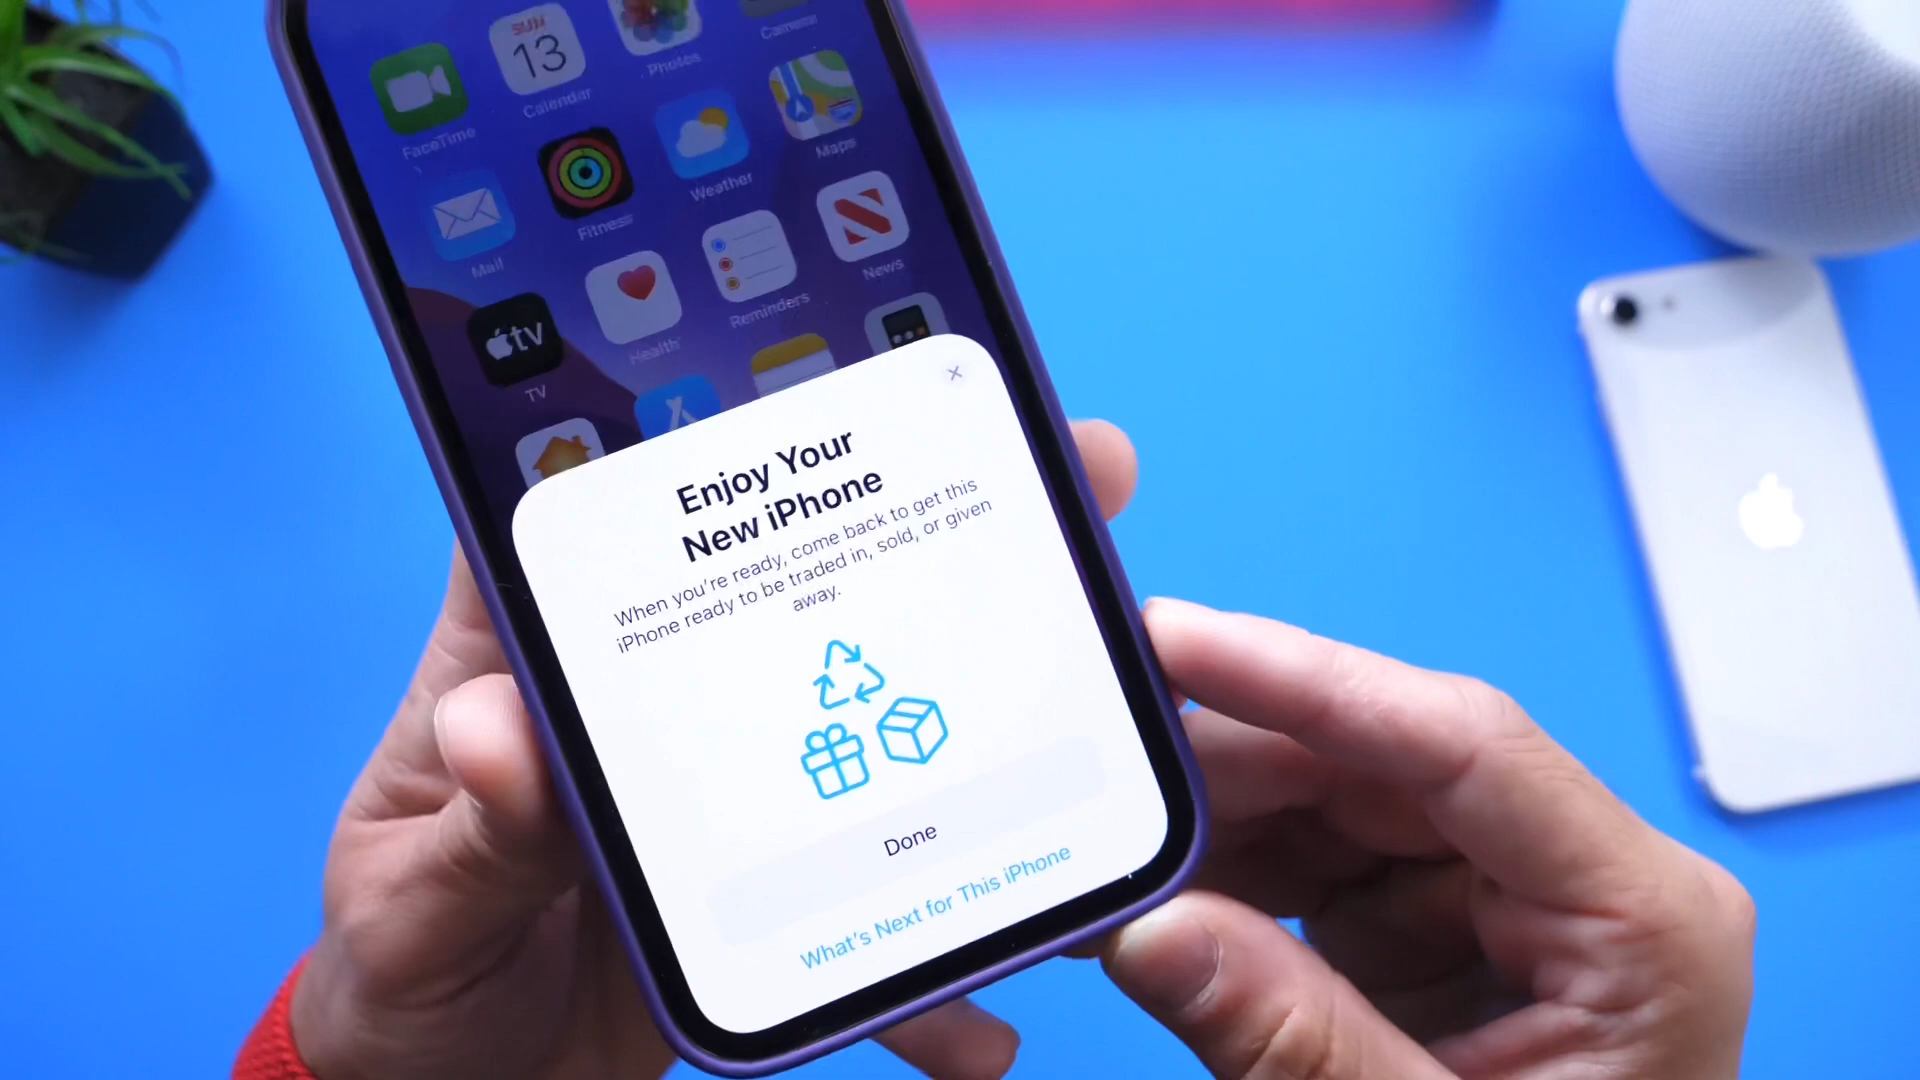 SUN
13
Photos
Camera
FaceTime
Calendar
Maps
Mail
Fitness
Weather
News
tv
TV
Health
Reminders
Enjoy Your
New iPhone
When you're ready, come back to get this
iPhone ready to be traded in, sold, or given
away.
Done
What's Next for This iPhone